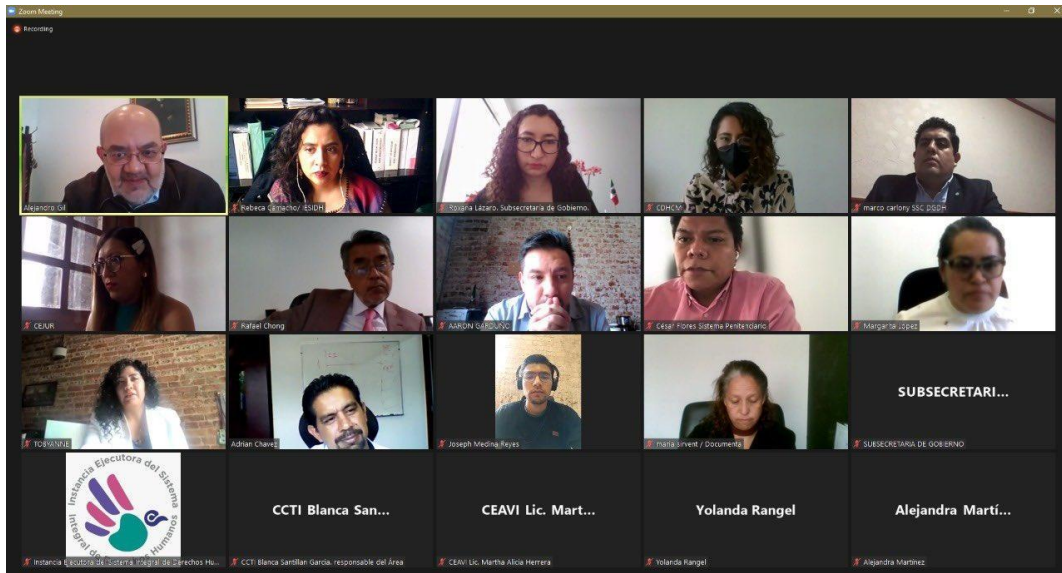 Zoom Meeting
Recording
Alejandro Gil
Rebeca Camacho/ IESIDH
Roxana Lázaro. Subsecretaria de Gobierno.
CDHCM
marco carlony SSC DGDH
CEJUR
Rafael Chong
AARON GARDUÑO
César Flores Sistema Penitenciario
Margarita López
TOBYANNE
Adrian Chavez
Joseph Medina Reyes
maria sirvent / Documenta
SUBSECRETARI...
SUBSECRETARIA DE GOBIERNO
Instancia Ejecutora del Sistema
Integral de Derechos Humanos
Instancia Ejecutora del Sistema Integral de Derechos Hu...
CCTI Blanca San...
CCTI Blanca Santillan Garcia. responsable del Área
CEAVI Lic. Mart...
CEAVI Lic. Martha Alicia Herrera
Yolanda Rangel
Yolanda Rangel
Alejandra Martí...
Alejandra Martínez